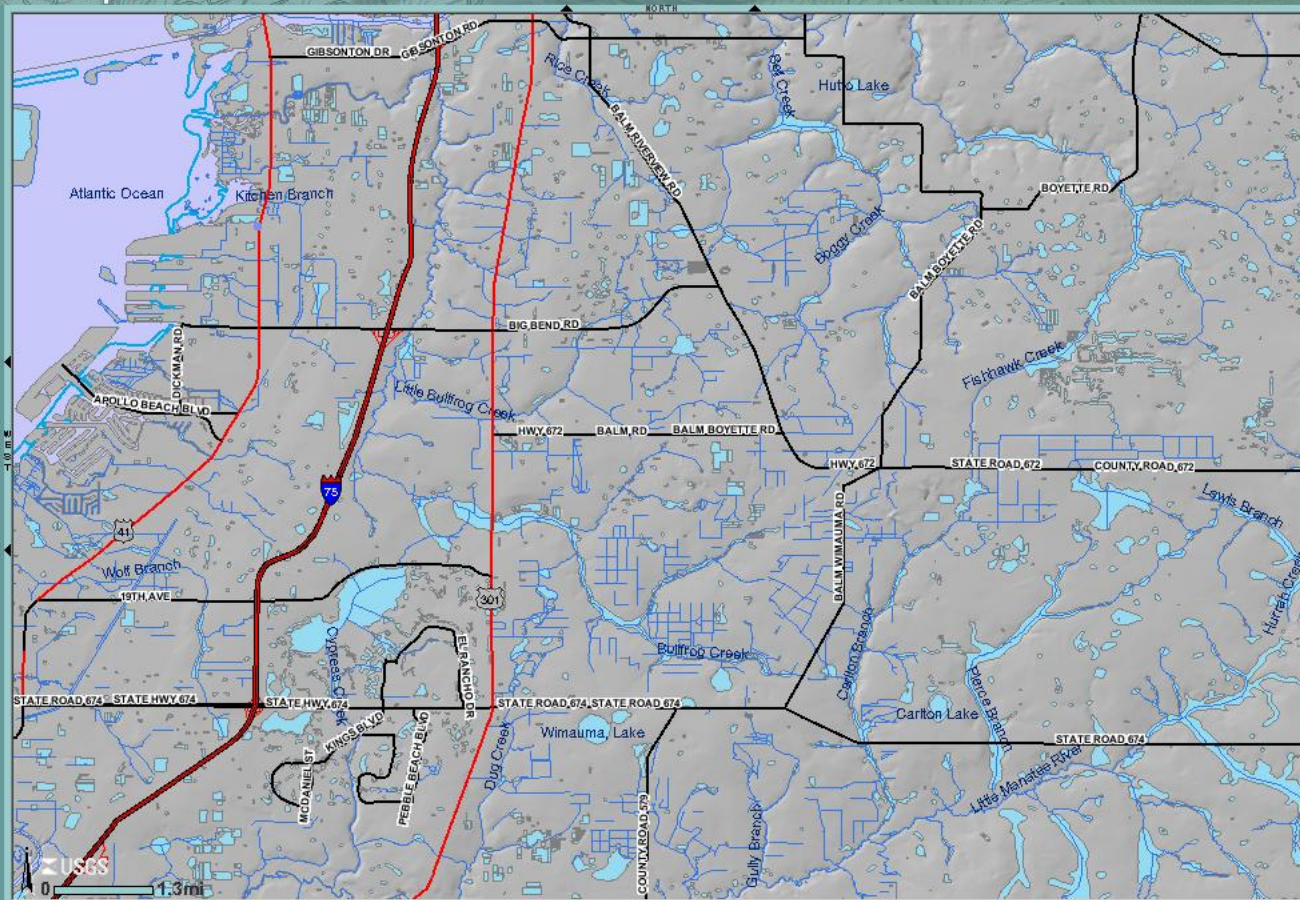 NORTH
GIBSONTON DR
GIBSONTON RD
Rice Creek
Bell Creek
Hutto Lake
BALM RIVERVIEW RD
Atlantic Ocean
Kitchen Branch
BOYETTE RD
Boggy Creek
BALM BOYETTE RD
BIG BEND RD
DICKMAN RD
WEST
Fishhawk Creek
Little Bullfrog Creek
APOLLO BEACH BLVD
HWY 672
BALM RD
BALM BOYETTE RD
HWY 672
STATE ROAD 672
COUNTY ROAD 672
75
Lewis Branch
41
BALM WIMAUMA RD
Wolf Branch
19TH AVE
301
Hurrah Creek
Cypress Creek
EL RANCHO DR
Bullfrog Creek
Carlton Branch
Pierce Branch
STATE ROAD 674
STATE HWY 674
STATE HWY 674
STATE ROAD 674
STATE ROAD 674
Carlton Lake
KINGS BLVD
PEBBLE BEACH BLVD
Wimauma, Lake
STATE ROAD 674
MCDANIEL ST
Dug Creek
Little Manatee River
COUNTY ROAD 579
Gully Branch
USGS
0 1.3mi